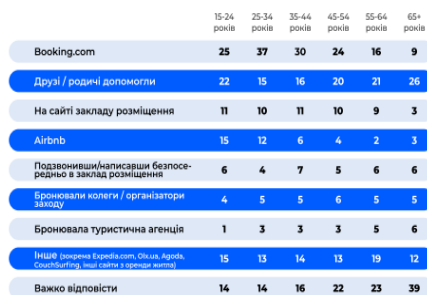 15-24 25-34 35-44 45-54 55-64 65+
років років років років років років
Booking.com 25 37 30 24 16 9
Друзі / родичі допомогли 22 15 16 20 21 26
На сайті закладу розміщення 11 10 11 10 9 3
Airbnb 15 12 6 4 2 3
Подзвонивши/написавши безпосе-
редньо в заклад розміщення 6 4 7 5 6 6
Бронювали колеги / організатори
заходу 4 5 5 6 5 5
Бронювала туристична агенція 1 3 3 3 5 6
Інше (зокрема Expedia.com, Olx.ua, Agoda,
CouchSurfing, інші сайти з оренди житла) 15 13 14 13 19 12
Важко відповісти 14 14 16 22 23 39